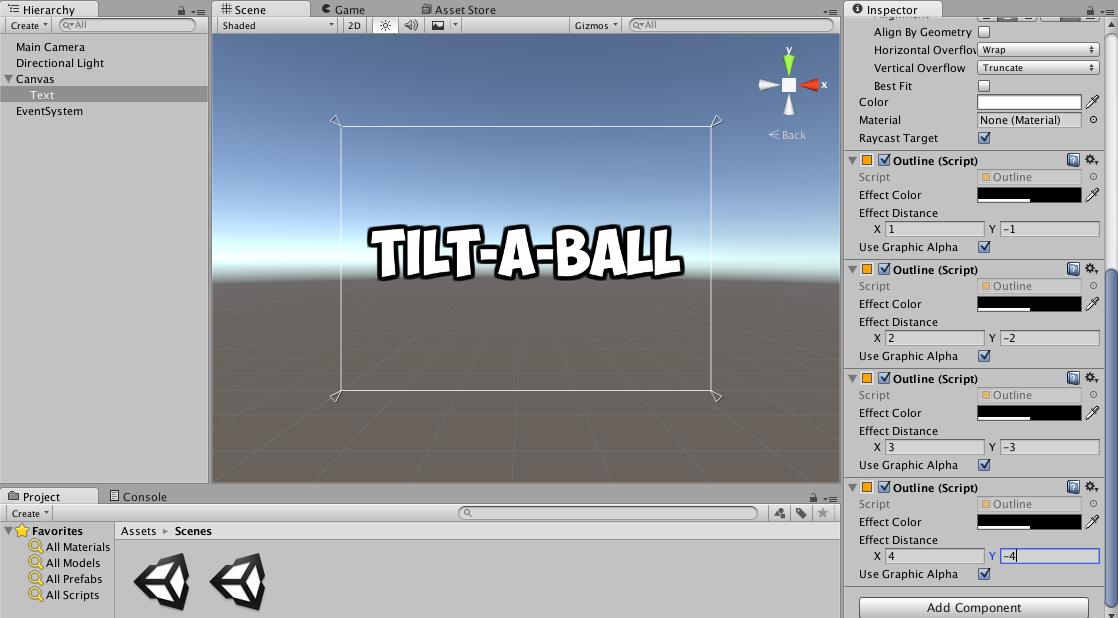 Hierarchy
Create
All
Main Camera
Directional Light
Canvas
Text
EventSystem
Scene
Game
Asset Store
Shaded
2D
Gizmos
All
y
x
Back
TILT-A-BALL
Project
Console
Create
Favorites
All Materials
All Models
All Prefabs
All Scripts
Assets
Scenes
Inspector
Align By Geometry
Horizontal Overflow Wrap
Vertical Overflow Truncate
Best Fit
Color
Material None (Material)
Raycast Target
Outline (Script)
Script Outline
Effect Color
Effect Distance
X 1 Y -1
Use Graphic Alpha
Outline (Script)
Script Outline
Effect Color
Effect Distance
X 2 Y -2
Use Graphic Alpha
Outline (Script)
Script Outline
Effect Color
Effect Distance
X 3 Y -3
Use Graphic Alpha
Outline (Script)
Script Outline
Effect Color
Effect Distance
X 4 Y -4
Use Graphic Alpha
Add Component